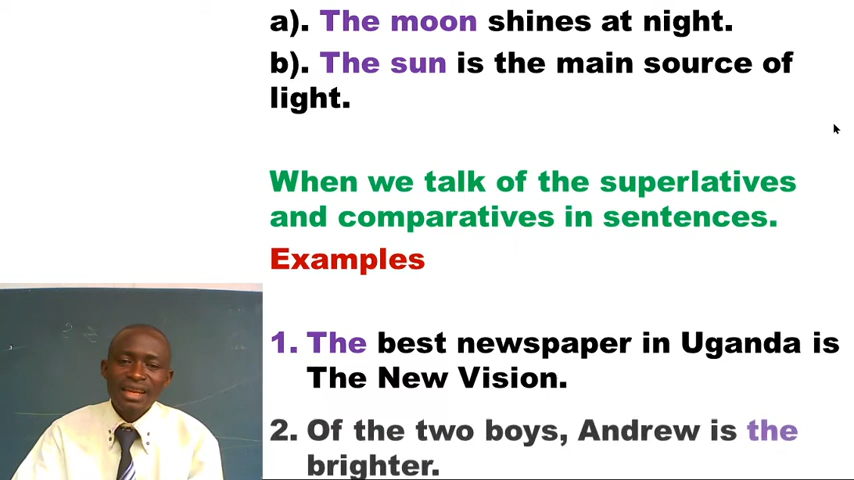 a). The moon shines at night.
b). The sun is the main source of
light.
When we talk of the superlatives
and comparatives in sentences.
Examples
1. The best newspaper in Uganda is
The New Vision.
2. Of the two boys, Andrew is the
brighter.